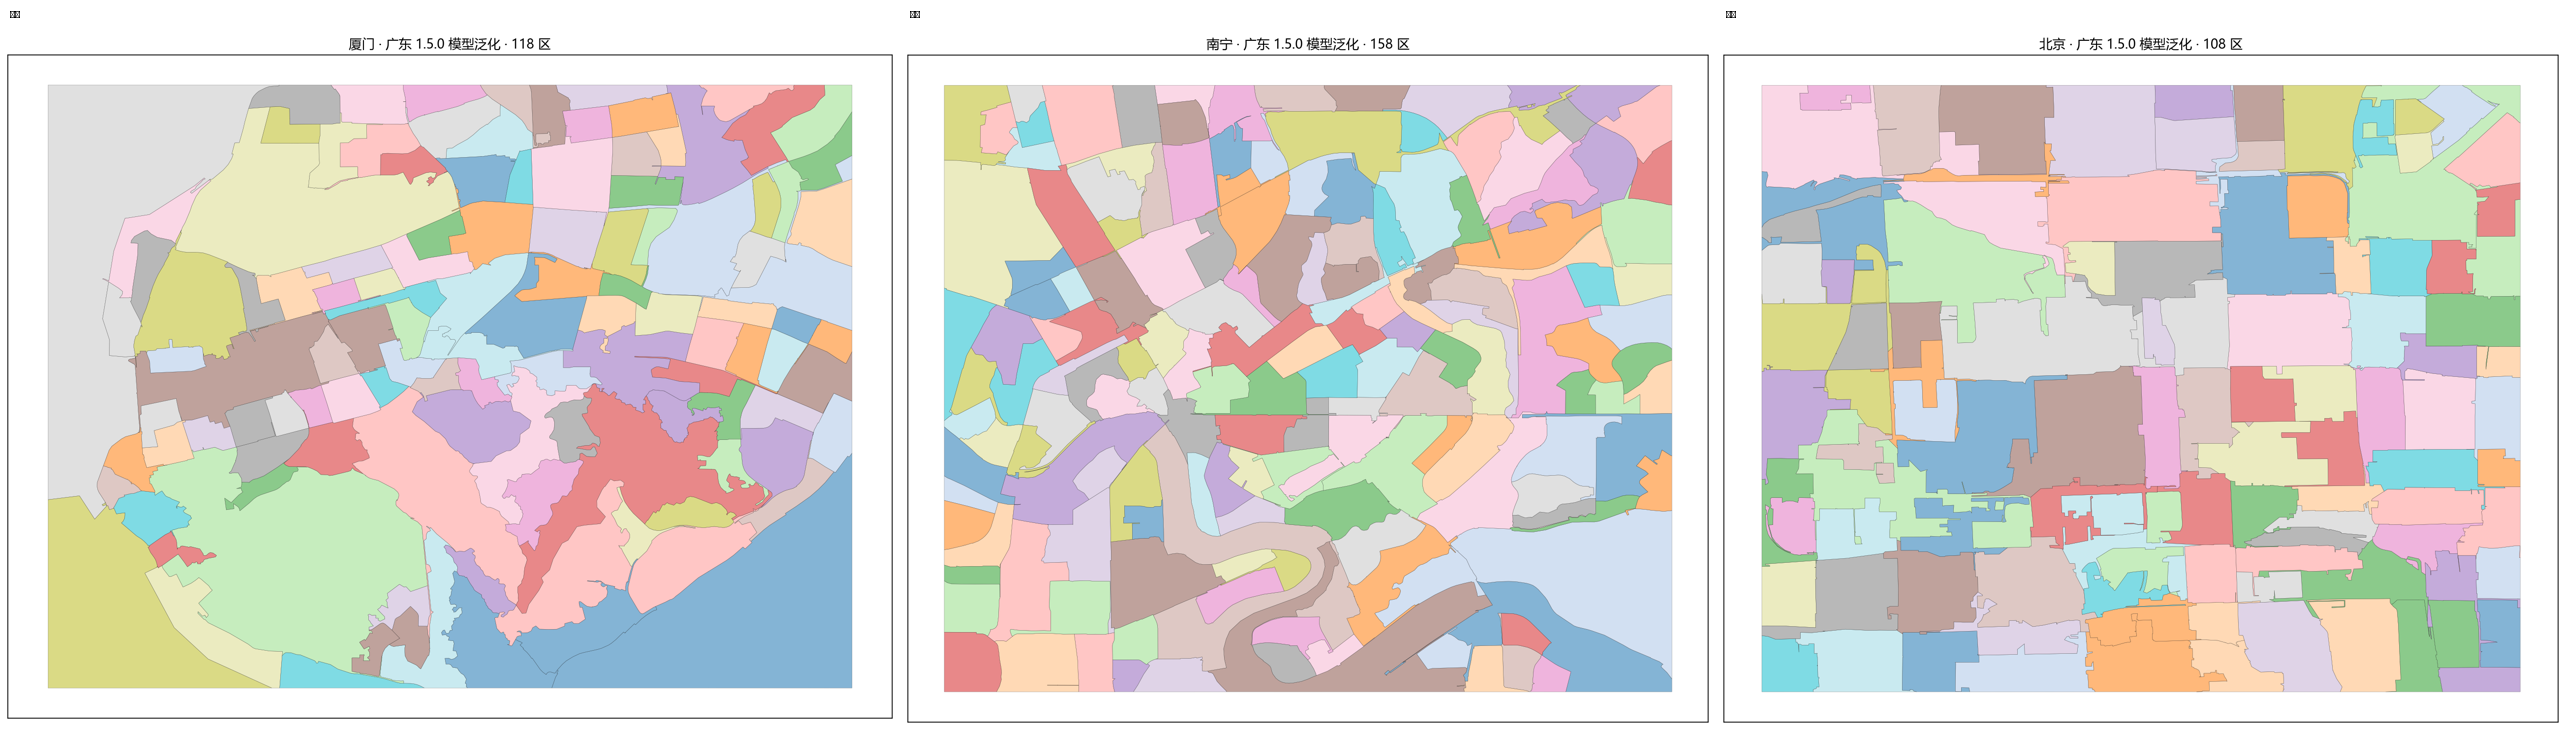 厦门 · 广东 1.5.0 模型泛化 · 118 区
南宁 · 广东 1.5.0 模型泛化 · 158 区
北京 · 广东 1.5.0 模型泛化 · 108 区